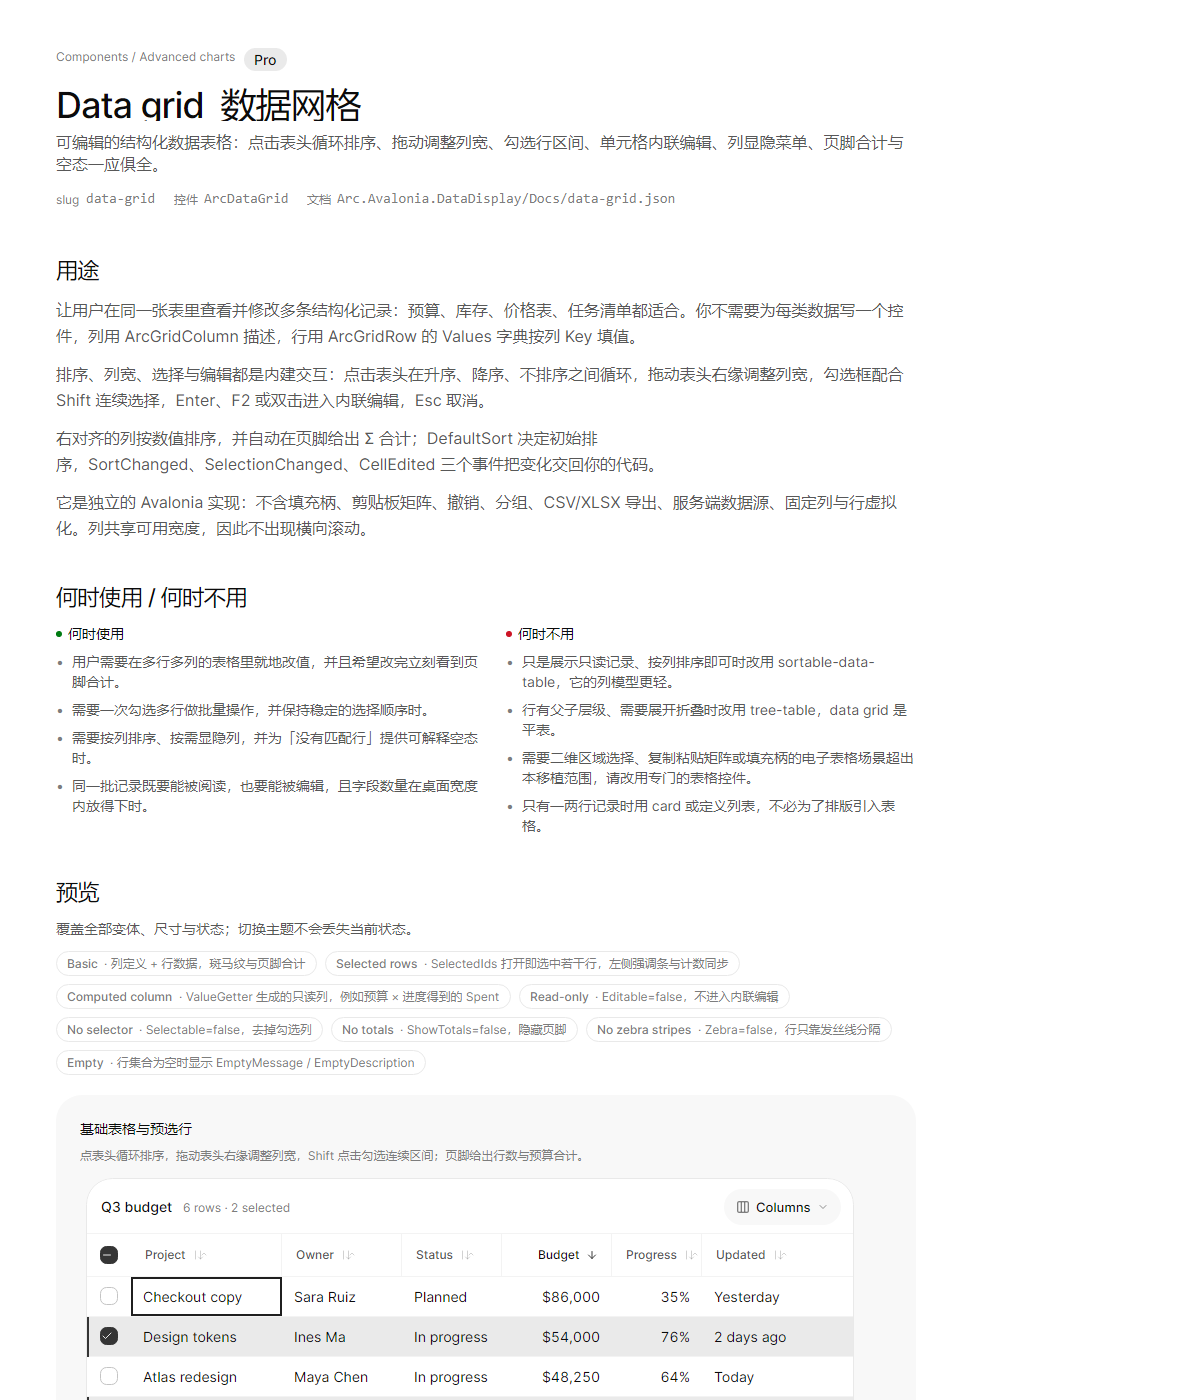 Components / Advanced charts Pro
Data grid 数据网格
可编辑的结构化数据表格：点击表头循环排序、拖动调整列宽、勾选行区间、单元格内联编辑、列显隐菜单、页脚合计与
空态一应俱全。
slug data-grid 控件 ArcDataGrid 文档 Arc.Avalonia.DataDisplay/Docs/data-grid.json
用途
让用户在同一张表里查看并修改多条结构化记录：预算、库存、价格表、任务清单都适合。你不需要为每类数据写一个控
件，列用 ArcGridColumn 描述，行用 ArcGridRow 的 Values 字典按列 Key 填值。
排序、列宽、选择与编辑都是内建交互：点击表头在升序、降序、不排序之间循环，拖动表头右缘调整列宽，勾选框配合
Shift 连续选择，Enter、F2 或双击进入内联编辑，Esc 取消。
右对齐的列按数值排序，并自动在页脚给出 Σ 合计；DefaultSort 决定初始排
序，SortChanged、SelectionChanged、CellEdited 三个事件把变化交回你的代码。
它是独立的 Avalonia 实现：不含填充柄、剪贴板矩阵、撤销、分组、CSV/XLSX 导出、服务端数据源、固定列与行虚拟
化。列共享可用宽度，因此不出现横向滚动。
何时使用 / 何时不用
何时使用
• 用户需要在多行多列的表格里就地改值，并且希望改完立刻看到页
脚合计。
• 需要一次勾选多行做批量操作，并保持稳定的选择顺序时。
• 需要按列排序、按需显隐列，并为「没有匹配行」提供可解释空态
时。
• 同一批记录既要能被阅读，也要能被编辑，且字段数量在桌面宽度
内放得下时。
何时不用
• 只是展示只读记录、按列排序即可时改用 sortable-data-
table，它的列模型更轻。
• 行有父子层级、需要展开折叠时改用 tree-table，data grid 是
平表。
• 需要二维区域选择、复制粘贴矩阵或填充柄的电子表格场景超出
本移植范围，请改用专门的表格控件。
• 只有一两行记录时用 card 或定义列表，不必为了排版引入表
格。
预览
覆盖全部变体、尺寸与状态；切换主题不会丢失当前状态。
Basic · 列定义 + 行数据，斑马纹与页脚合计 Selected rows · SelectedIds 打开即选中若干行，左侧强调条与计数同步
Computed column · ValueGetter 生成的只读列，例如预算 × 进度得到的 Spent Read-only · Editable=false，不进入内联编辑
No selector · Selectable=false，去掉勾选列 No totals · ShowTotals=false，隐藏页脚 No zebra stripes · Zebra=false，行只靠发丝线分隔
Empty · 行集合为空时显示 EmptyMessage / EmptyDescription
基础表格与预选行
点表头循环排序，拖动表头右缘调整列宽，Shift 点击勾选连续区间；页脚给出行数与预算合计。
Q3 budget 6 rows · 2 selected Columns
Project Owner Status Budget Progress Updated
Checkout copy Sara Ruiz Planned $86,000 35% Yesterday
Design tokens Ines Ma In progress $54,000 76% 2 days ago
Atlas redesign Maya Chen In progress $48,250 64% Today